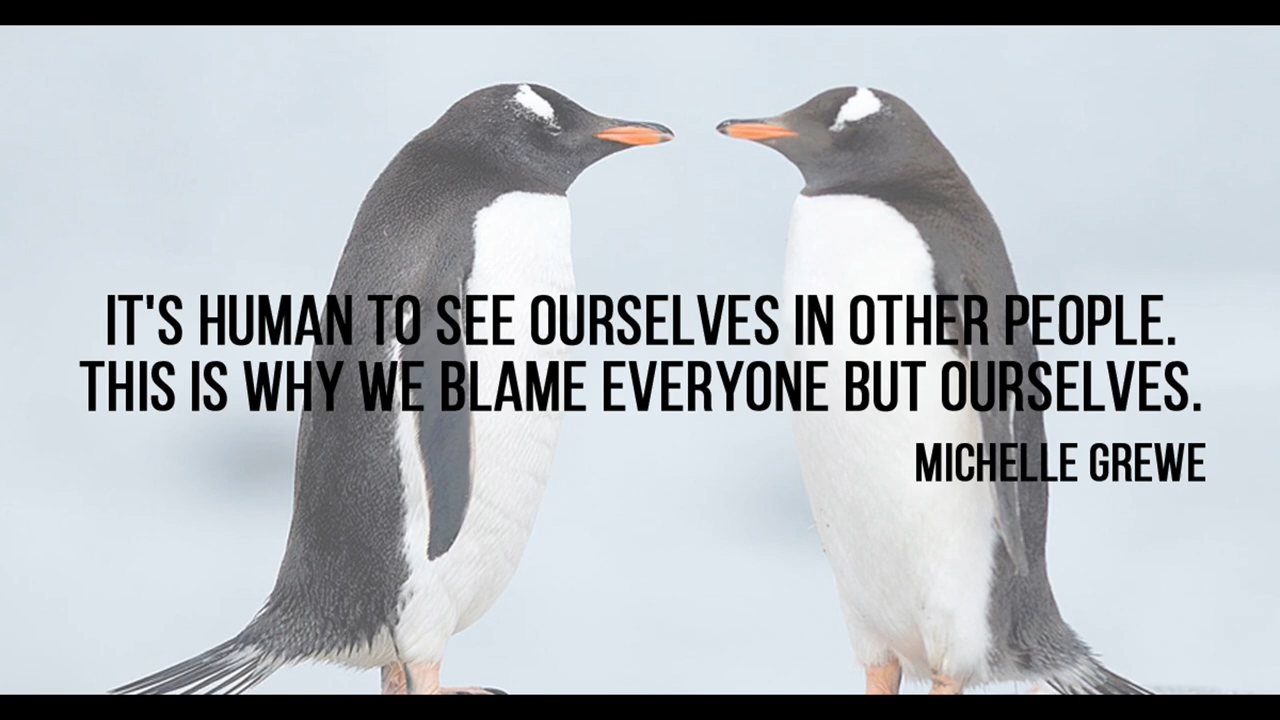 IT'S HUMAN TO SEE OURSELVES IN OTHER PEOPLE.
THIS IS WHY WE BLAME EVERYONE BUT OURSELVES.
MICHELLE GREWE